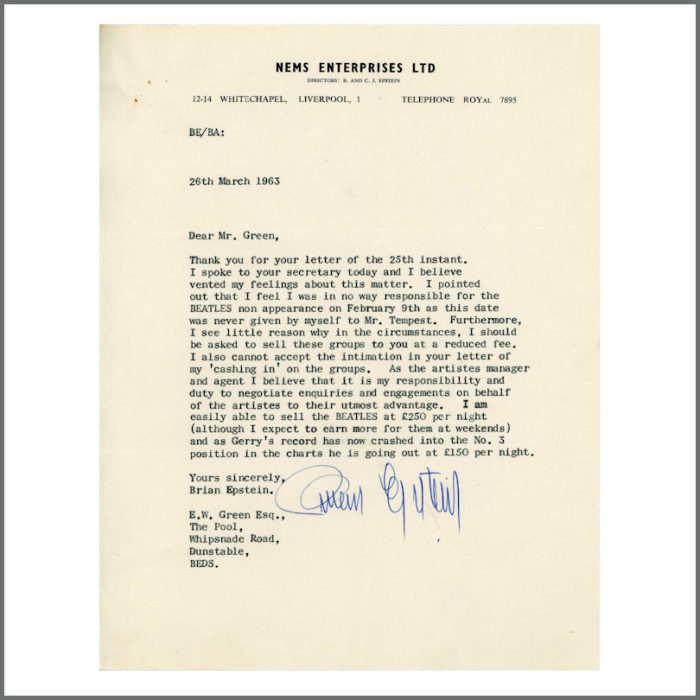 NEMS ENTERPRISES LTD
DIRECTORS: B. AND C. J. EPSTEIN
12-14 WHITECHAPEL, LIVERPOOL, 1 TELEPHONE ROYAL 7895
BE/BA:
26th March 1963
Dear Mr. Green,
Thank you for your letter of the 25th instant.
I spoke to your secretary today and I believe
vented my feelings about this matter. I pointed
out that I feel I was in no way responsible for the
BEATLES non appearance on February 9th as this date
was never given by myself to Mr. Tempest. Furthermore,
I see little reason why in the circumstances, I should
be asked to sell these groups to you at a reduced fee.
I also cannot accept the intimation in your letter of
my 'cashing in' on the groups. As the artistes manager
and agent I believe that it is my responsibility and
duty to negotiate enquiries and engagements on behalf
of the artistes to their utmost advantage. I am
easily able to sell the BEATLES at £250 per night
(although I expect to earn more for them at weekends)
and as Gerry's record has now crashed into the No. 3
position in the charts he is going out at £150 per night.
Yours sincerely,
Brian Epstein. Brian Epstein
E.W. Green Esq.,
The Pool,
Whipsnade Road,
Dunstable,
BEDS.